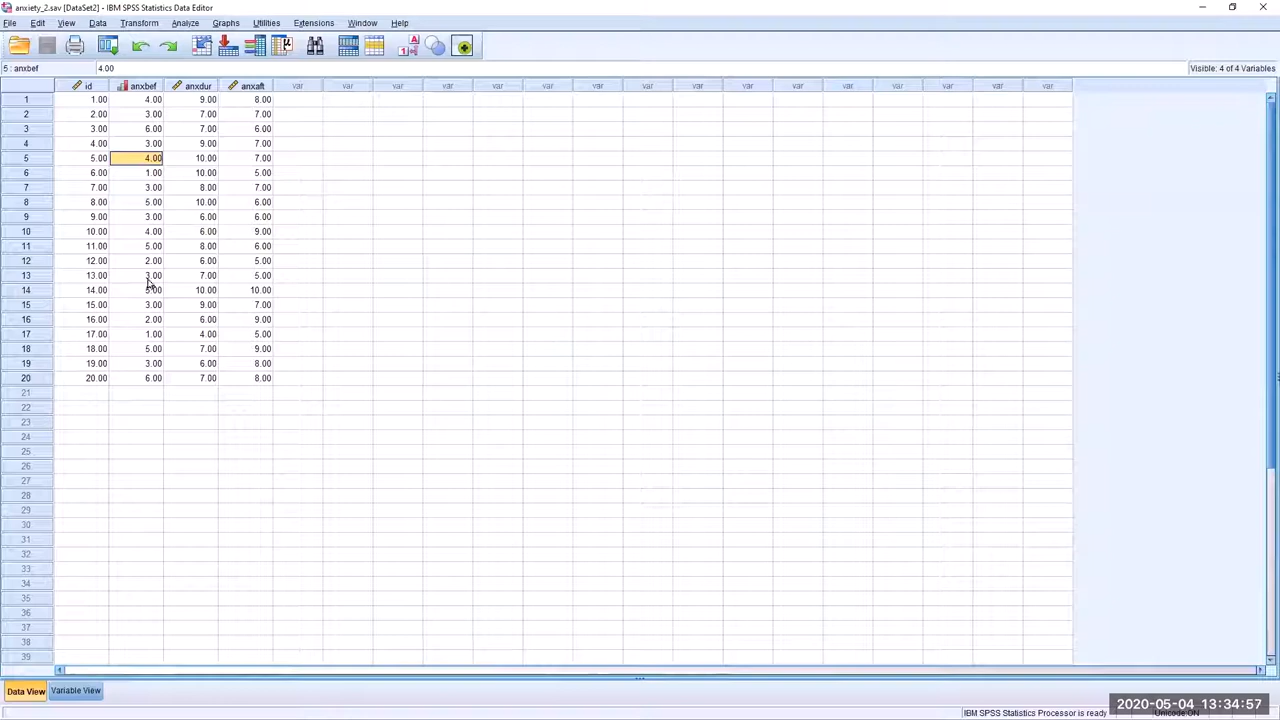 anxiety_2.sav [DataSet2] - IBM SPSS Statistics Data Editor
File Edit View Data Transform Analyze Graphs Utilities Extensions Window Help
5 : anxbef 4.00 Visible: 4 of 4 Variables
id anxbef anxdur anxaft var var var var var var var var var var var var var var var var
1 1.00 4.00 9.00 8.00
2 2.00 3.00 7.00 7.00
3 3.00 6.00 7.00 6.00
4 4.00 3.00 9.00 7.00
5 5.00 4.00 10.00 7.00
6 6.00 1.00 10.00 5.00
7 7.00 3.00 8.00 7.00
8 8.00 5.00 10.00 6.00
9 9.00 3.00 6.00 6.00
10 10.00 4.00 6.00 9.00
11 11.00 5.00 8.00 6.00
12 12.00 2.00 6.00 5.00
13 13.00 3.00 7.00 5.00
14 14.00 10.00 10.00
15 15.00 3.00 9.00 7.00
16 16.00 2.00 6.00 9.00
17 17.00 1.00 4.00 5.00
18 18.00 5.00 7.00 9.00
19 19.00 3.00 6.00 8.00
20 20.00 6.00 7.00 8.00
21
22
23
24
25
26
27
28
29
30
31
32
33
34
35
36
37
38
39
Data View Variable View
2020-05-04 13:34:57
IBM SPSS Statistics Processor is ready Unicode:ON